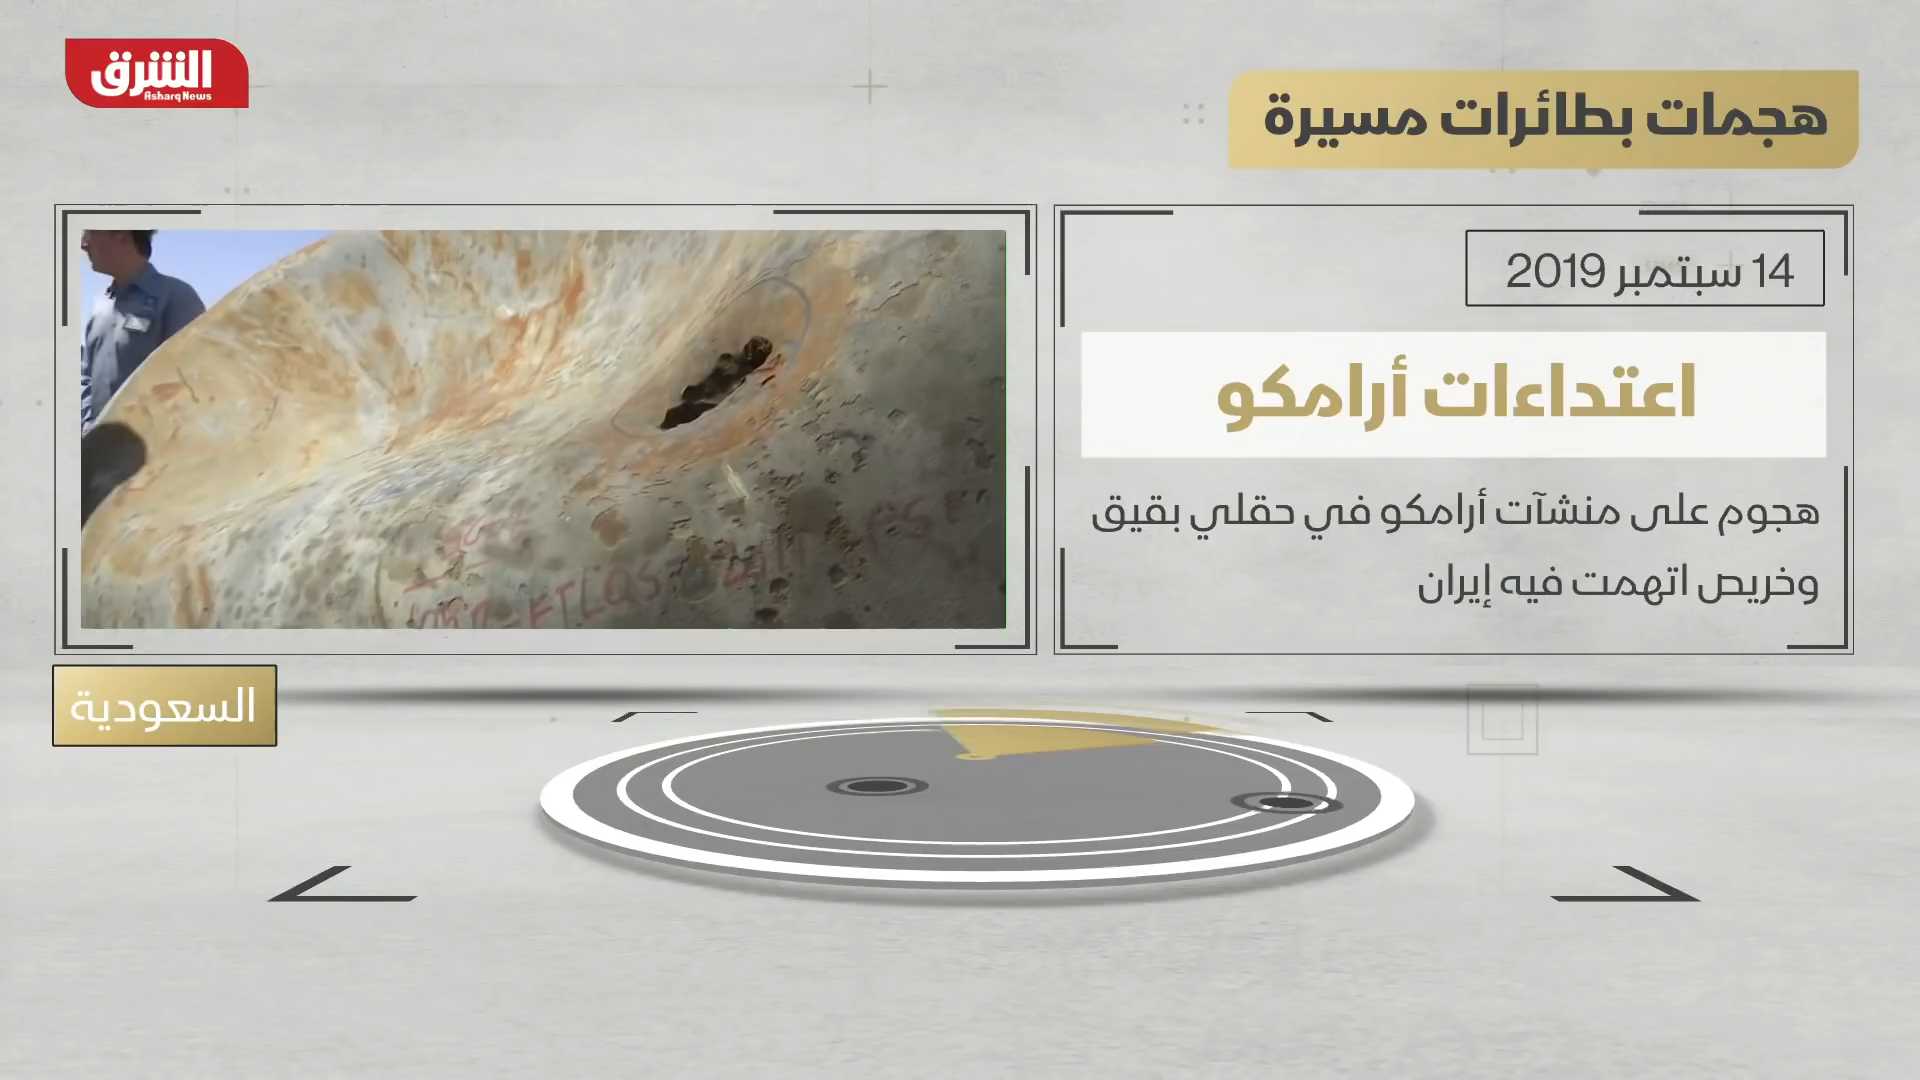 الشرق
Asharq News
هجمات بطائرات مسيرة
14 سبتمبر 2019
اعتداءات أرامكو
هجوم على منشآت أرامكو في حقلي بقيق
وخريص اتهمت فيه إيران
السعودية